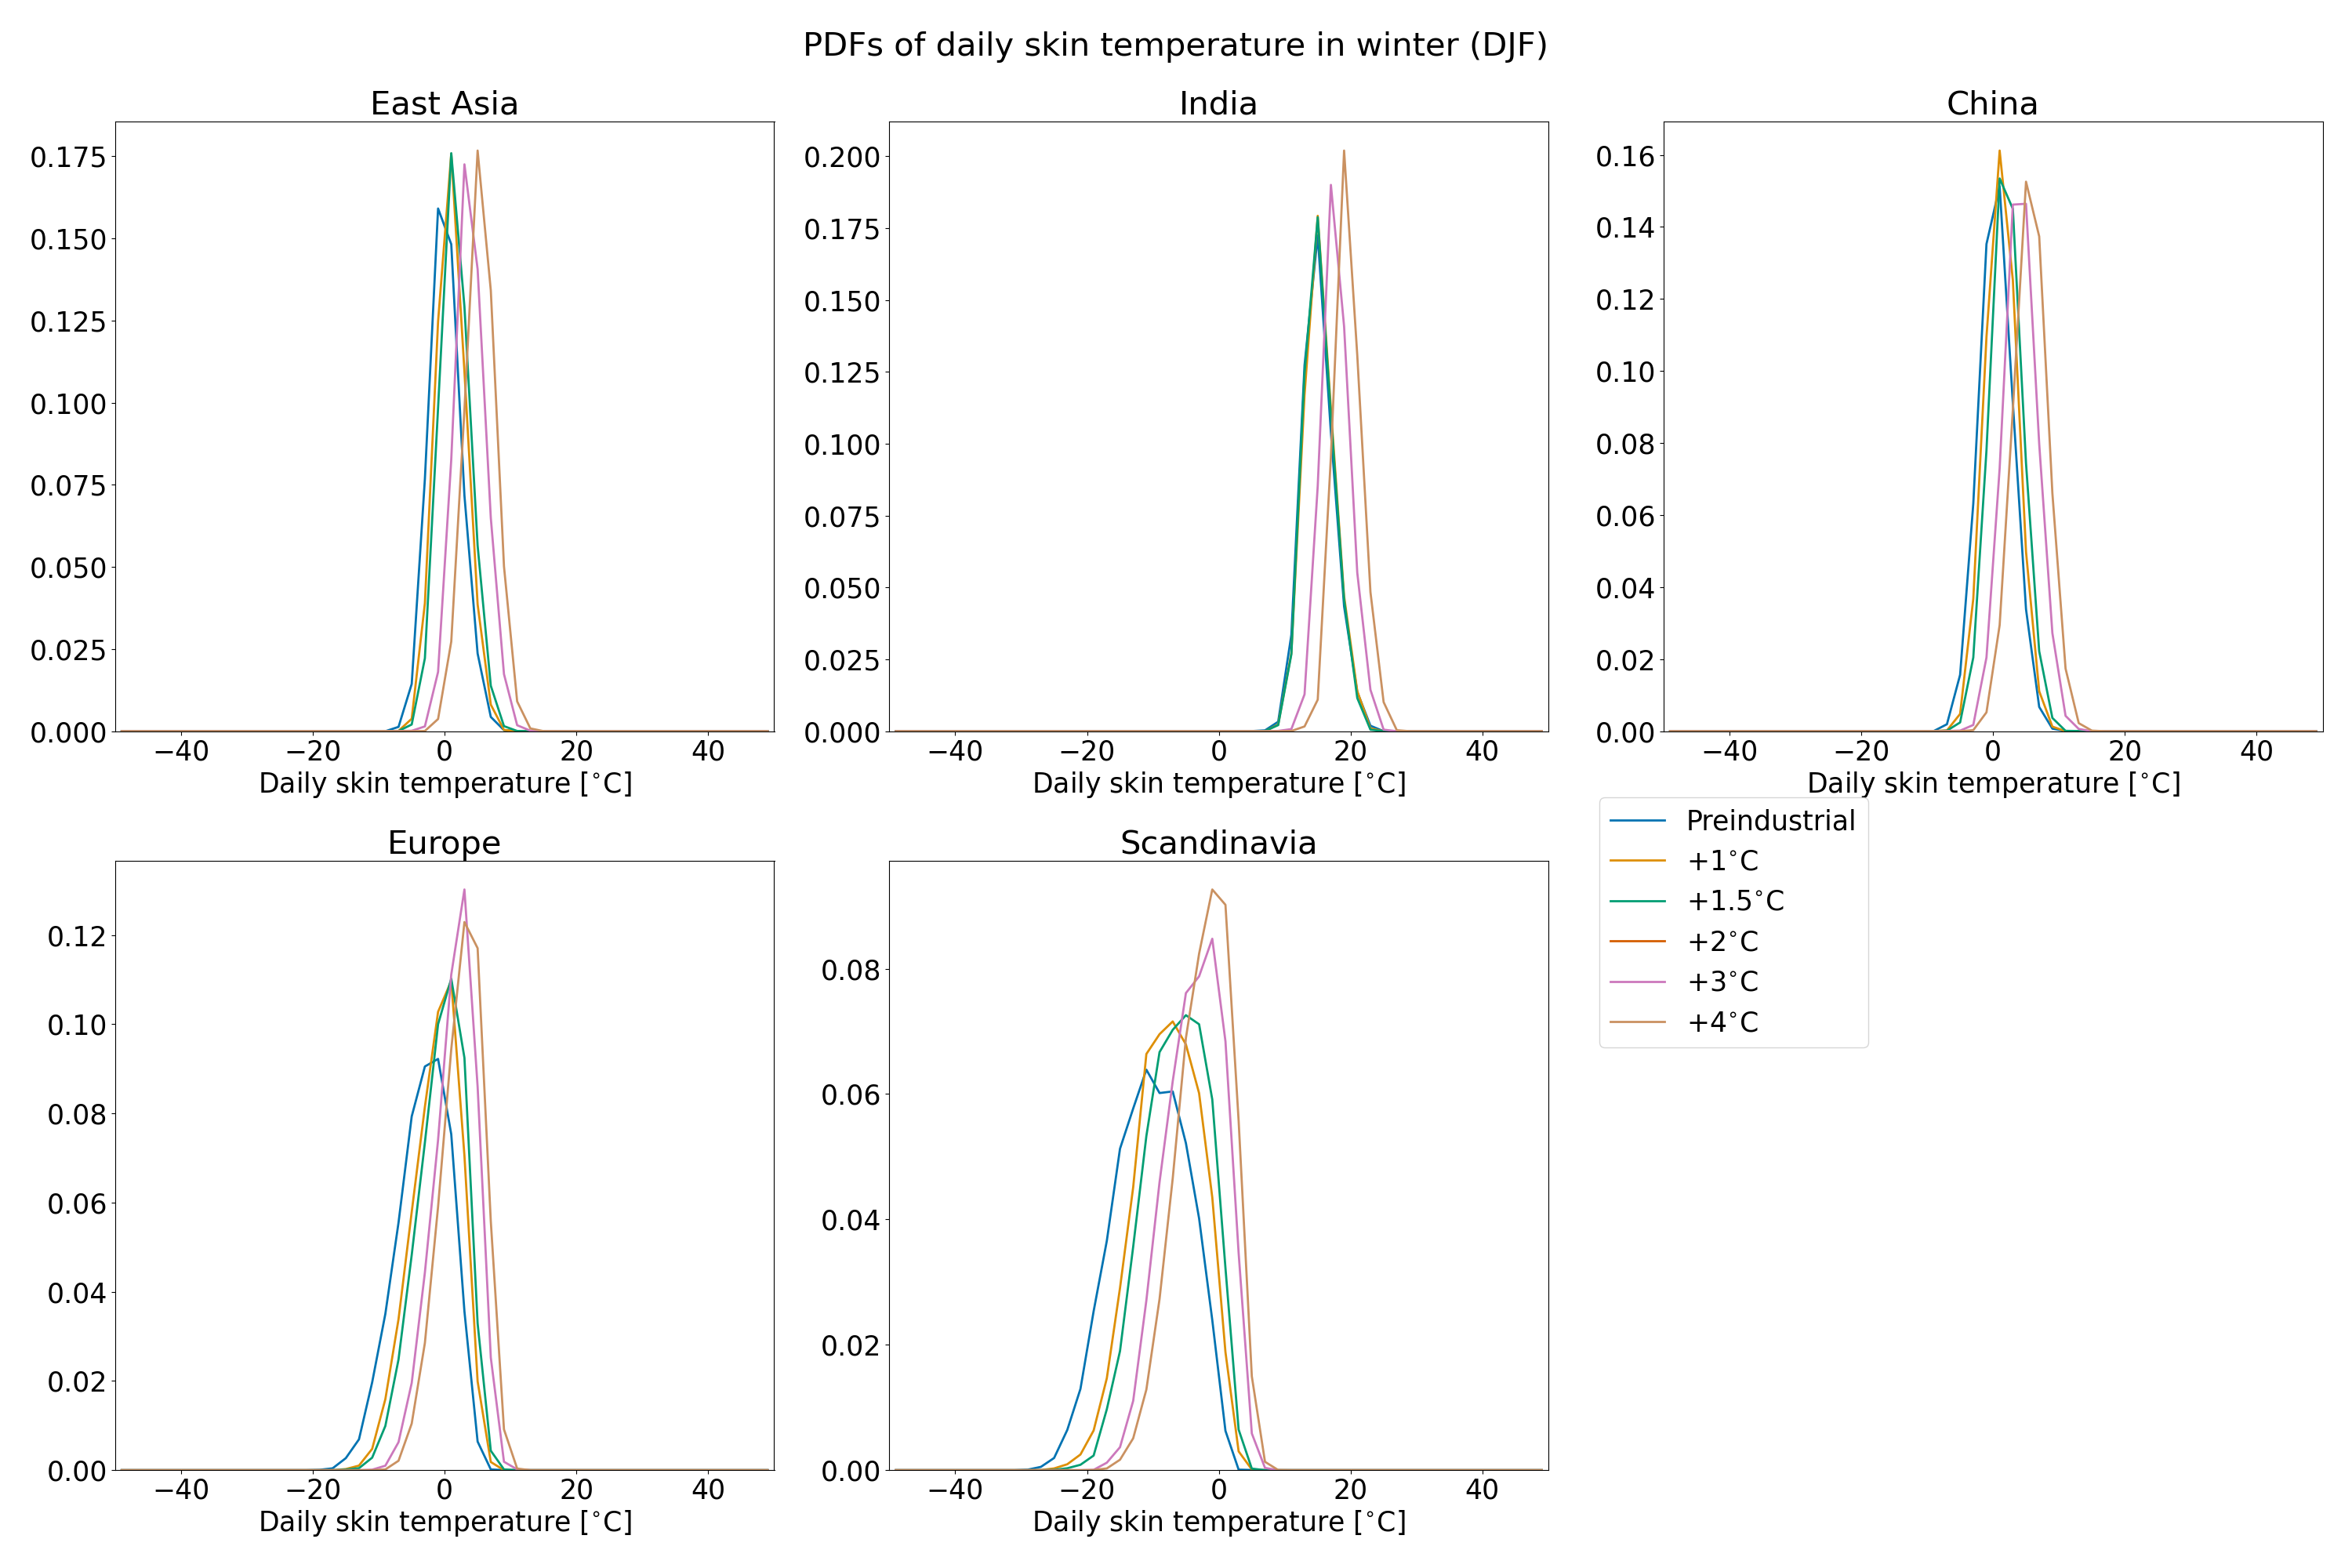 PDFs of daily skin temperature in winter (DJF)
East Asia
0.175
0.150
0.125
0.100
0.075
0.050
0.025
0.000
−40 −20 0 20 40
Daily skin temperature [°C]
India
0.200
0.175
0.150
0.125
0.100
0.075
0.050
0.025
0.000
−40 −20 0 20 40
Daily skin temperature [°C]
China
0.16
0.14
0.12
0.10
0.08
0.06
0.04
0.02
0.00
−40 −20 0 20 40
Daily skin temperature [°C]
Europe
0.12
0.10
0.08
0.06
0.04
0.02
0.00
−40 −20 0 20 40
Daily skin temperature [°C]
Scandinavia
0.08
0.06
0.04
0.02
0.00
−40 −20 0 20 40
Daily skin temperature [°C]
Preindustrial
+1°C
+1.5°C
+2°C
+3°C
+4°C